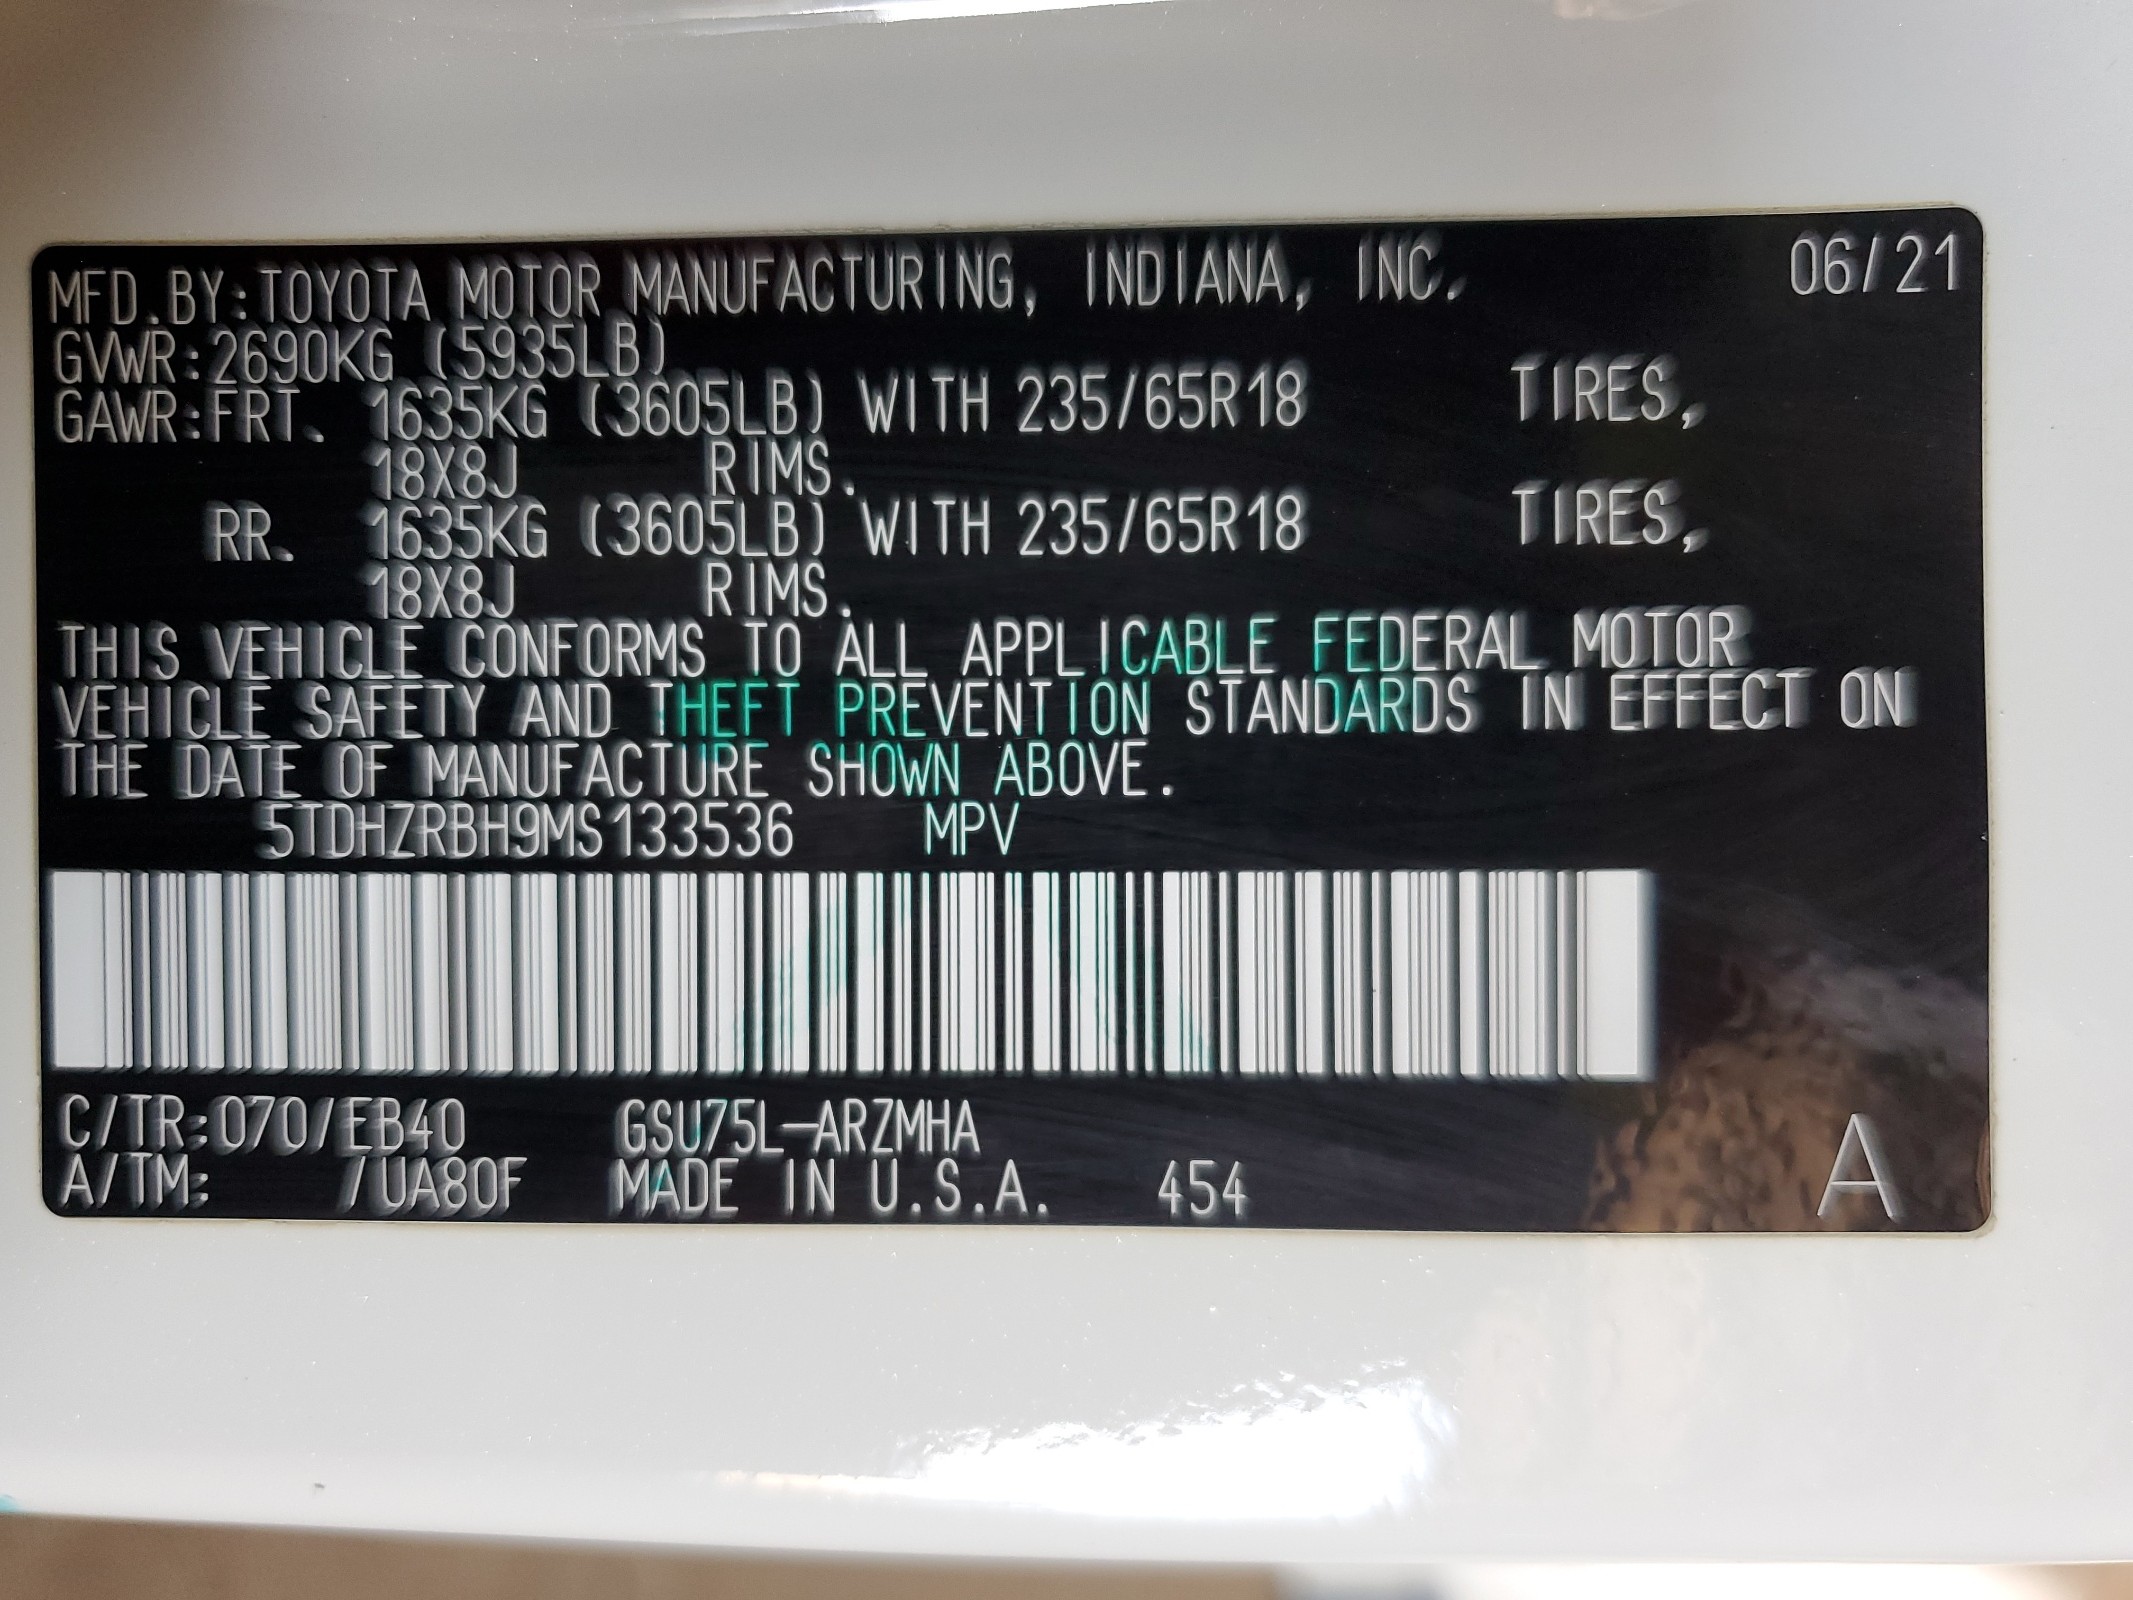 MFD.BY:TOYOTA MOTOR MANUFACTURING, INDIANA, INC. 06/21
GVWR:2690KG (5935LB)
GAWR:FRT. 1635KG (3605LB) WITH 235/65R18 TIRES,
18X8J RIMS.
RR. 1635KG (3605LB) WITH 235/65R18 TIRES,
18X8J RIMS.
THIS VEHICLE CONFORMS TO ALL APPLICABLE FEDERAL MOTOR
VEHICLE SAFETY AND THEFT PREVENTION STANDARDS IN EFFECT ON
THE DATE OF MANUFACTURE SHOWN ABOVE.
5TDHZRBH9MS133536 MPV
C/TR:070/EB40 GSU75L-ARZMHA
A/TM: /UA80F MADE IN U.S.A. 454 A